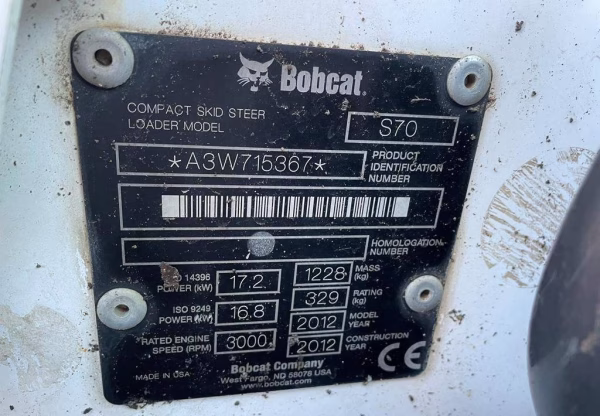 Bobcat.
COMPACT SKID STEER
LOADER MODEL
S70
*A3W715367*
PRODUCT
IDENTIFICATION
NUMBER
HOMOLOGATION
NUMBER
14396
POWER (kW)
17.2
1228
MASS
(kg)
ISO 9249
POWER (kW)
16.8
329
RATING
(kg)
RATED ENGINE
SPEED (RPM)
3000
2012
MODEL
YEAR
2012
CONSTRUCTION
YEAR
MADE IN USA
Bobcat Company
West Fargo, ND 58078 USA
www.bobcat.com
CE